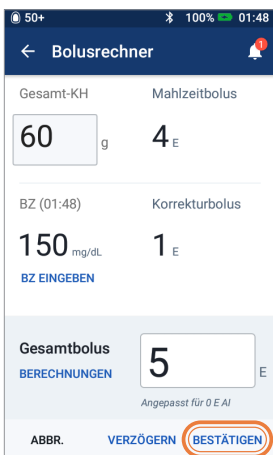 50+ 100% 01:48
Bolusrechner 1
Gesamt-KH Mahlzeitbolus
60 g 4 E
BZ (01:48) Korrekturbolus
150 mg/dL 1 E
BZ EINGEBEN
Gesamtbolus
BERECHNUNGEN
5 E
Angepasst für 0 E AI
ABBR. VERZÖGERN BESTÄTIGEN